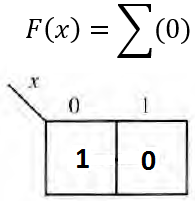 F(x) = ∑(0)
x
0 1
1 0